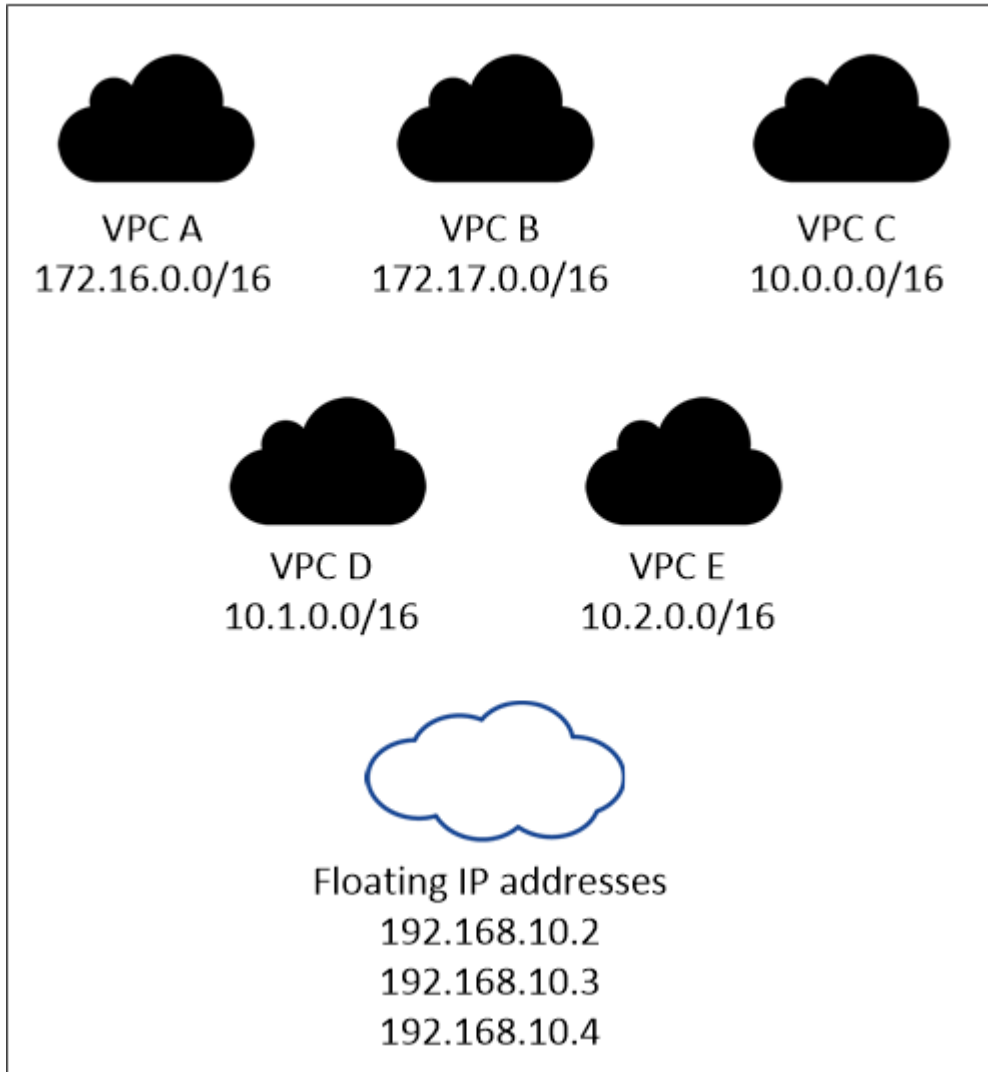 VPC A
172.16.0.0/16
VPC B
172.17.0.0/16
VPC C
10.0.0.0/16
VPC D
10.1.0.0/16
VPC E
10.2.0.0/16
Floating IP addresses
192.168.10.2
192.168.10.3
192.168.10.4